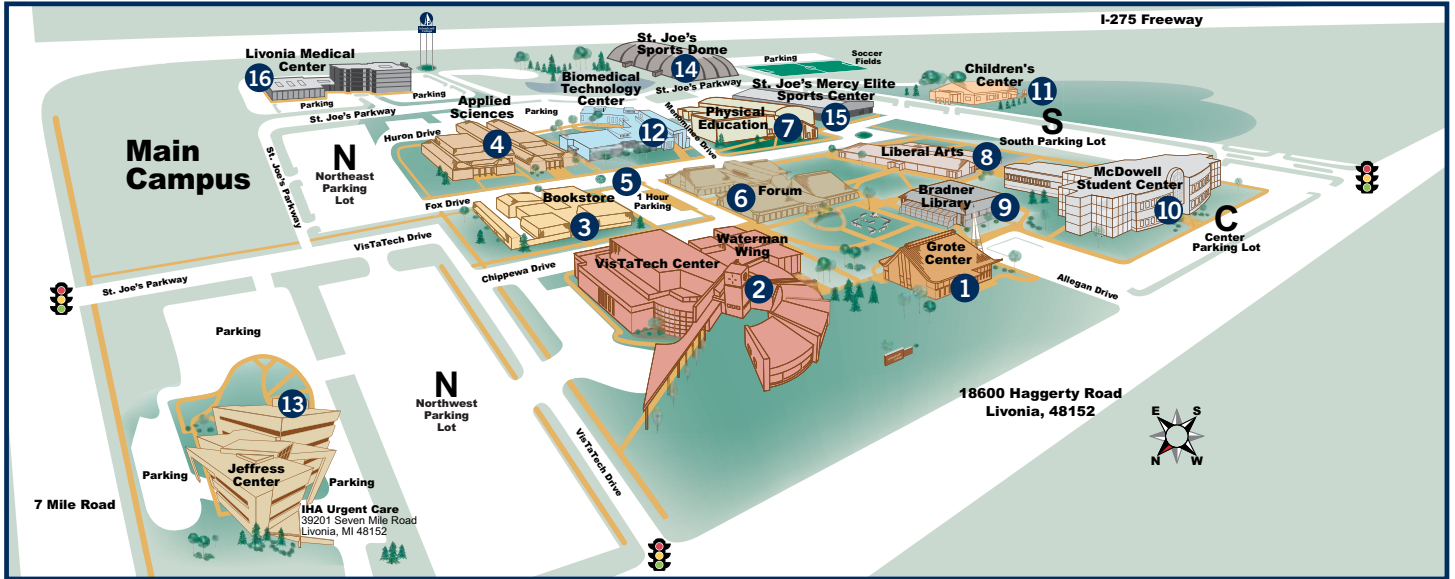 I-275 Freeway
St. Joe's
Sports Dome
14
Parking
Soccer
Fields
Livonia Medical
Center
16
Parking
Parking
St. Joe's Parkway
Biomedical
Technology
Center
12
St. Joe's Parkway
St. Joe's Mercy Elite
Sports Center
15
Children's
Center
11
Applied
Sciences
4
Parking
Huron Drive
Menominee Drive
Physical
Education
7
S
South Parking Lot
Main
Campus
N
Northeast
Parking
Lot
St. Joe's Parkway
Liberal Arts
8
McDowell
Student Center
10
Fox Drive
Bookstore
3
5
1 Hour
Parking
6
Forum
Bradner
Library
9
C
Center
Parking Lot
VisTaTech Drive
Chippewa Drive
VisTaTech Center
Waterman
Wing
2
Grote
Center
1
Allegan Drive
St. Joe's Parkway
Parking
N
Northwest
Parking
Lot
VisTaTech Drive
18600 Haggerty Road
Livonia, 48152
E
S
N
W
13
Jeffress
Center
Parking
Parking
7 Mile Road
IHA Urgent Care
39201 Seven Mile Road
Livonia, MI 48152